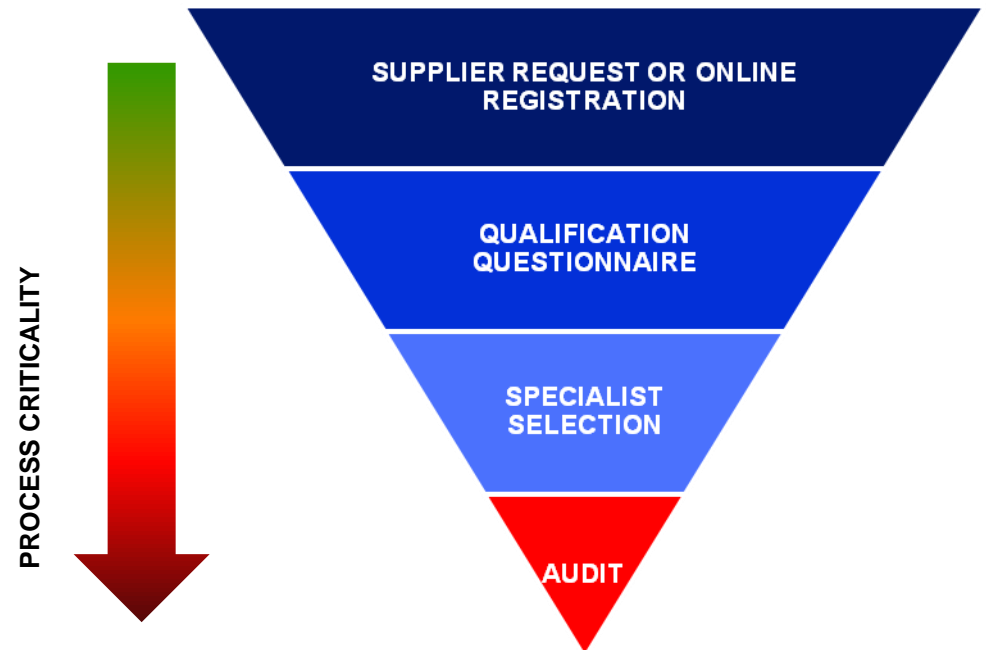 PROCESS CRITICALITY
SUPPLIER REQUEST OR ONLINE
REGISTRATION
QUALIFICATION
QUESTIONNAIRE
SPECIALIST
SELECTION
AUDIT